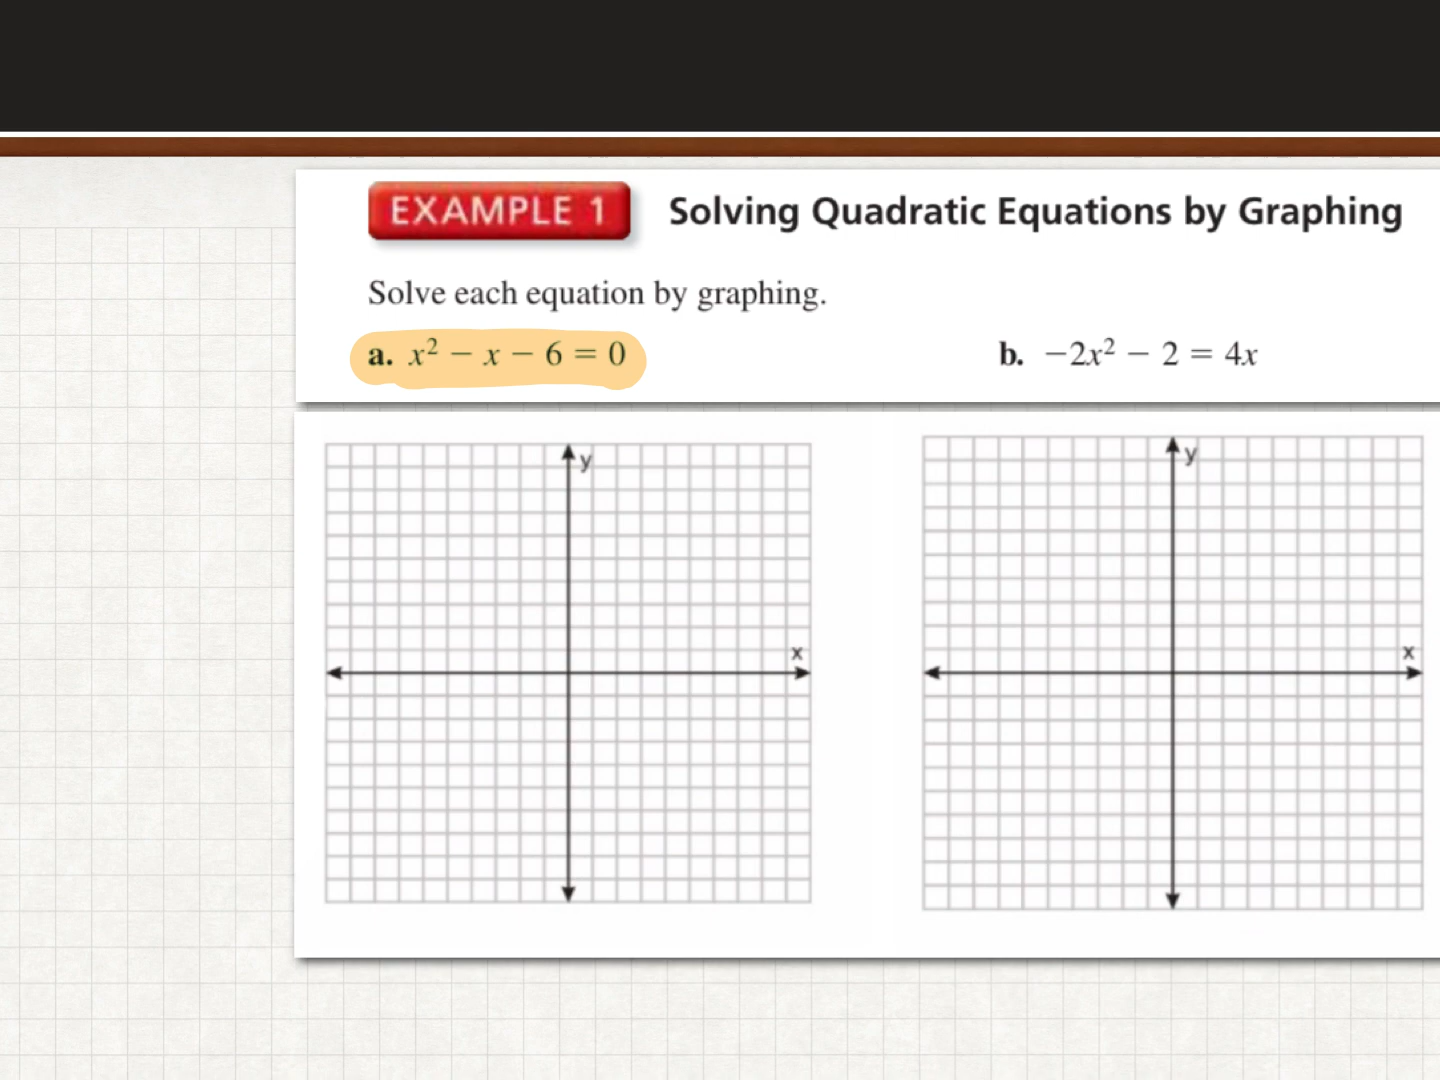 EXAMPLE 1 Solving Quadratic Equations by Graphing
Solve each equation by graphing.
a. x² − x − 6 = 0 b. −2x² − 2 = 4x
y y
x x